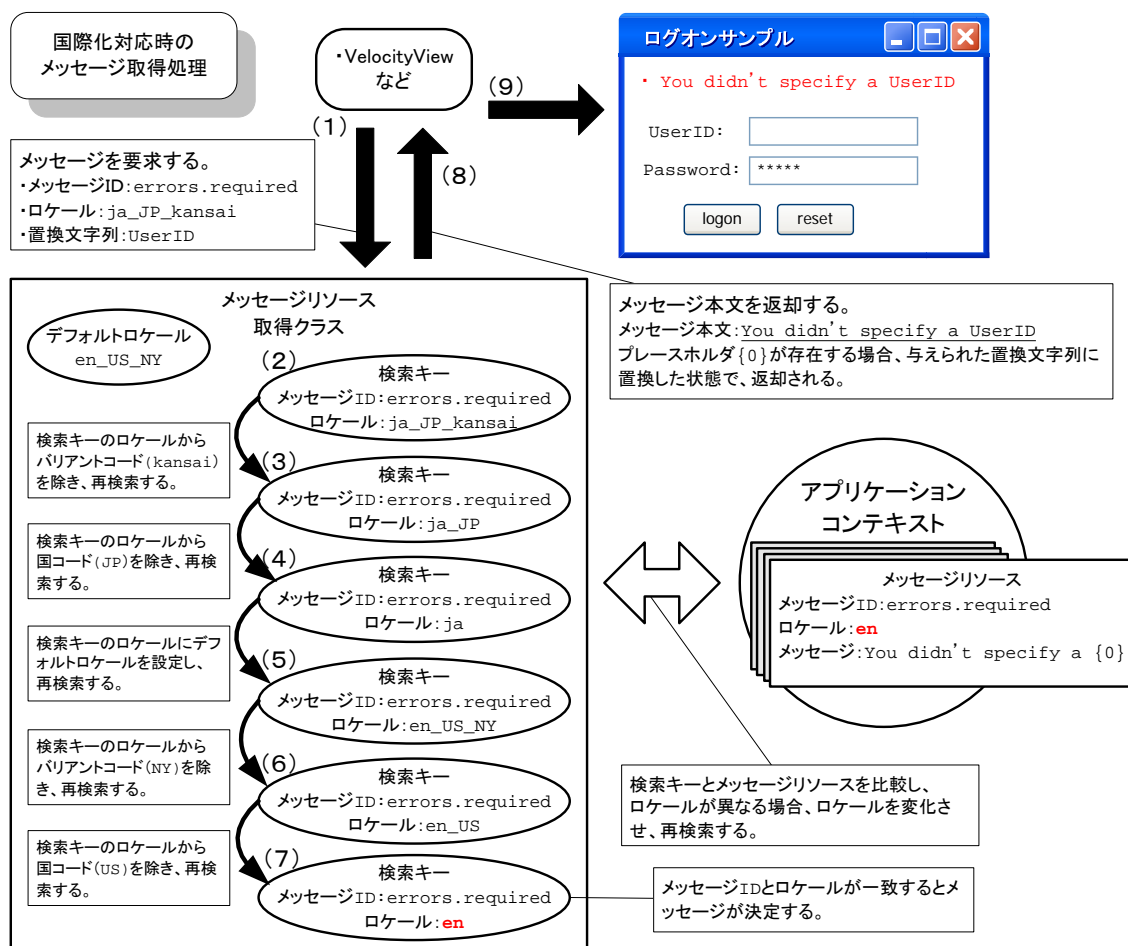 国際化対応時の
メッセージ取得処理
・VelocityView
など
(1)
(8)
(9)
ログオンサンプル
・ You didn't specify a UserID
UserID:
Password:
*****
logon
reset
メッセージを要求する。
・メッセージID:errors.required
・ロケール:ja_JP_kansai
・置換文字列:UserID
メッセージ本文を返却する。
メッセージ本文:You didn't specify a UserID
プレースホルダ{0}が存在する場合、与えられた置換文字列に
置換した状態で、返却される。
メッセージリソース
取得クラス
デフォルトロケール
en_US_NY
(2)
検索キー
メッセージID:errors.required
ロケール:ja_JP_kansai
検索キーのロケールから
バリアントコード(kansai)
を除き、再検索する。
(3)
検索キー
メッセージID:errors.required
ロケール:ja_JP
検索キーのロケールから
国コード(JP)を除き、再検
索する。
(4)
検索キー
メッセージID:errors.required
ロケール:ja
検索キーのロケールにデフ
ォルトロケールを設定し、
再検索する。
(5)
検索キー
メッセージID:errors.required
ロケール:en_US_NY
検索キーのロケールから
バリアントコード(NY)を除
き、再検索する。
(6)
検索キー
メッセージID:errors.required
ロケール:en_US
検索キーのロケールから
国コード(US)を除き、再検
索する。
(7)
検索キー
メッセージID:errors.required
ロケール:en
アプリケーション
コンテキスト
メッセージリソース
メッセージID:errors.required
ロケール:en
メッセージ:You didn't specify a {0}
検索キーとメッセージリソースを比較し、
ロケールが異なる場合、ロケールを変化さ
せ、再検索する。
メッセージIDとロケールが一致するとメ
ッセージが決定する。